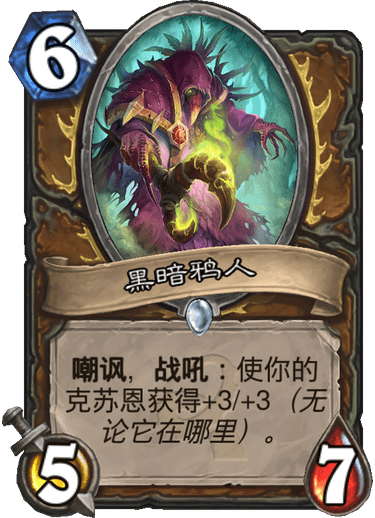 6
黑暗鸦人
嘲讽，战吼：使你的
克苏恩获得+3/+3（无
论它在哪里）。
5
7